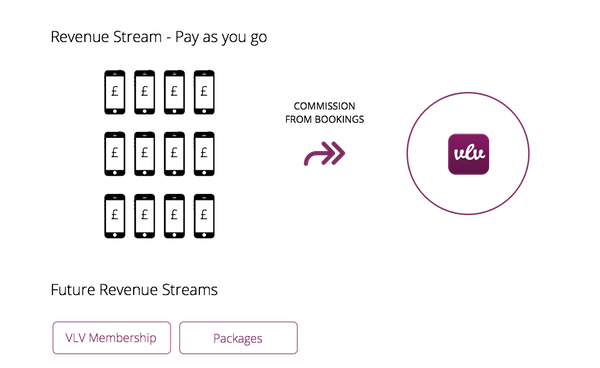 Revenue Stream - Pay as you go
£ £ £ £
£ £ £ £
£ £ £ £
COMMISSION
FROM BOOKINGS
vlv
Future Revenue Streams
VLV Membership
Packages